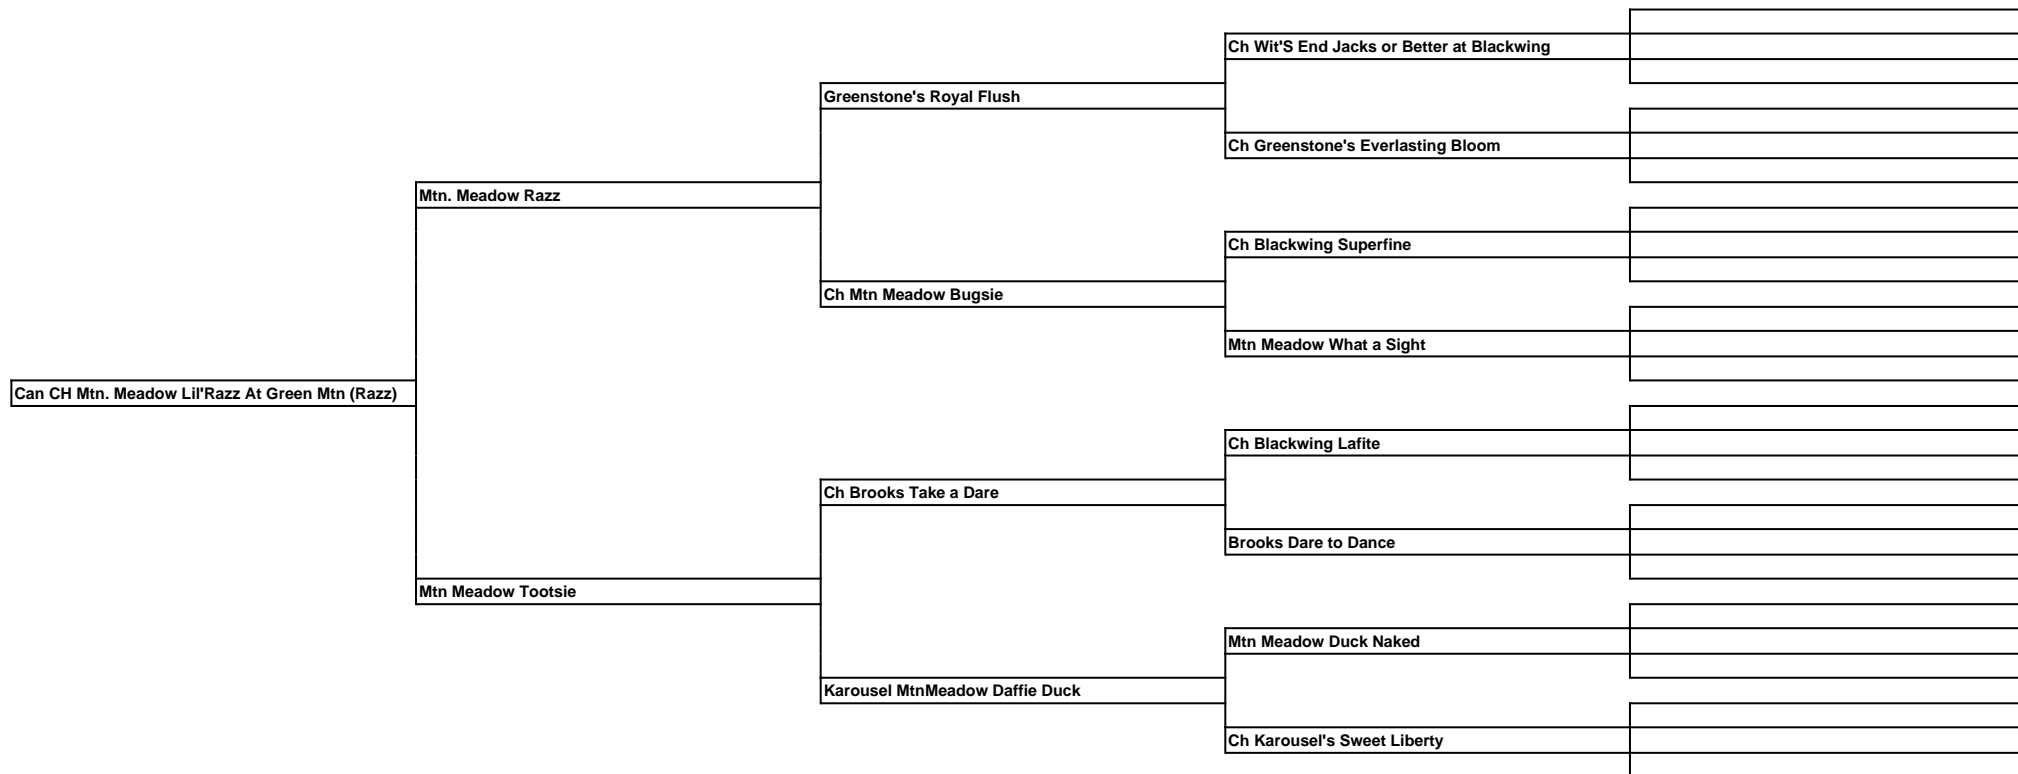 Ch Wit'S End Jacks or Better at Blackwing
Greenstone's Royal Flush
Ch Greenstone's Everlasting Bloom
Mtn. Meadow Razz
Ch Blackwing Superfine
Ch Mtn Meadow Bugsie
Mtn Meadow What a Sight
Can CH Mtn. Meadow Lil'Razz At Green Mtn (Razz)
Ch Blackwing Lafite
Ch Brooks Take a Dare
Brooks Dare to Dance
Mtn Meadow Tootsie
Mtn Meadow Duck Naked
Karousel MtnMeadow Daffie Duck
Ch Karousel's Sweet Liberty